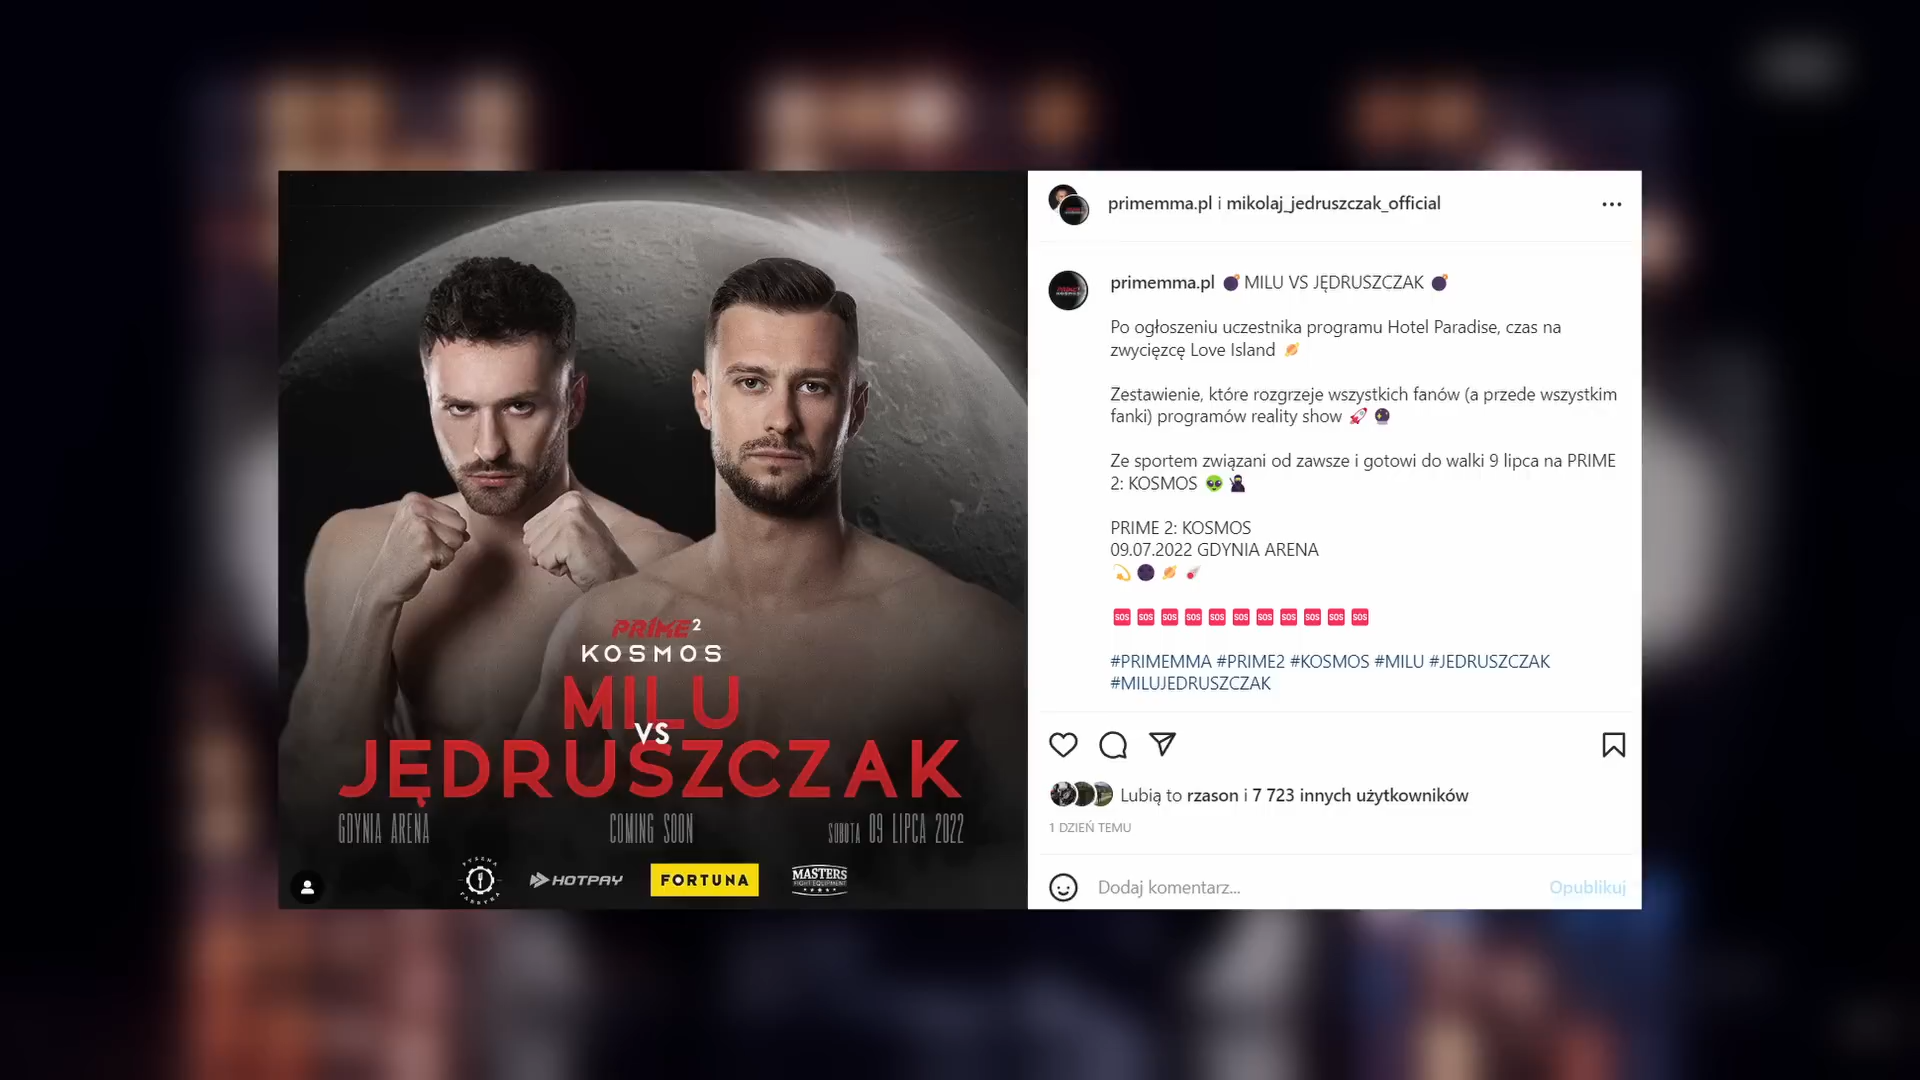 PRIME 2
KOSMOS
MILU
VS
JĘDRUSZCZAK
GDYNIA ARENA
COMING SOON
SOBOTA 09 LIPCA 2022
HOTPAY
FORTUNA
MASTERS
FIGHT EQUIPMENT
primemma.pl i mikolaj_jedruszczak_official
primemma.pl 💣 MILU VS JĘDRUSZCZAK 💣
Po ogłoszeniu uczestnika programu Hotel Paradise, czas na
zwycięzcę Love Island 🪐
Zestawienie, które rozgrzeje wszystkich fanów (a przede wszystkim
fanki) programów reality show 🚀 🔮
Ze sportem związani od zawsze i gotowi do walki 9 lipca na PRIME
2: KOSMOS 👽 🥷
PRIME 2: KOSMOS
09.07.2022 GDYNIA ARENA
💫 🌑 🪐 ☄️
🆘 🆘 🆘 🆘 🆘 🆘 🆘 🆘 🆘 🆘 🆘
#PRIMEMMA #PRIME2 #KOSMOS #MILU #JEDRUSZCZAK
#MILUJEDRUSZCZAK
Lubią to rzason i 7 723 innych użytkowników
1 DZIEŃ TEMU
Dodaj komentarz...
Opublikuj